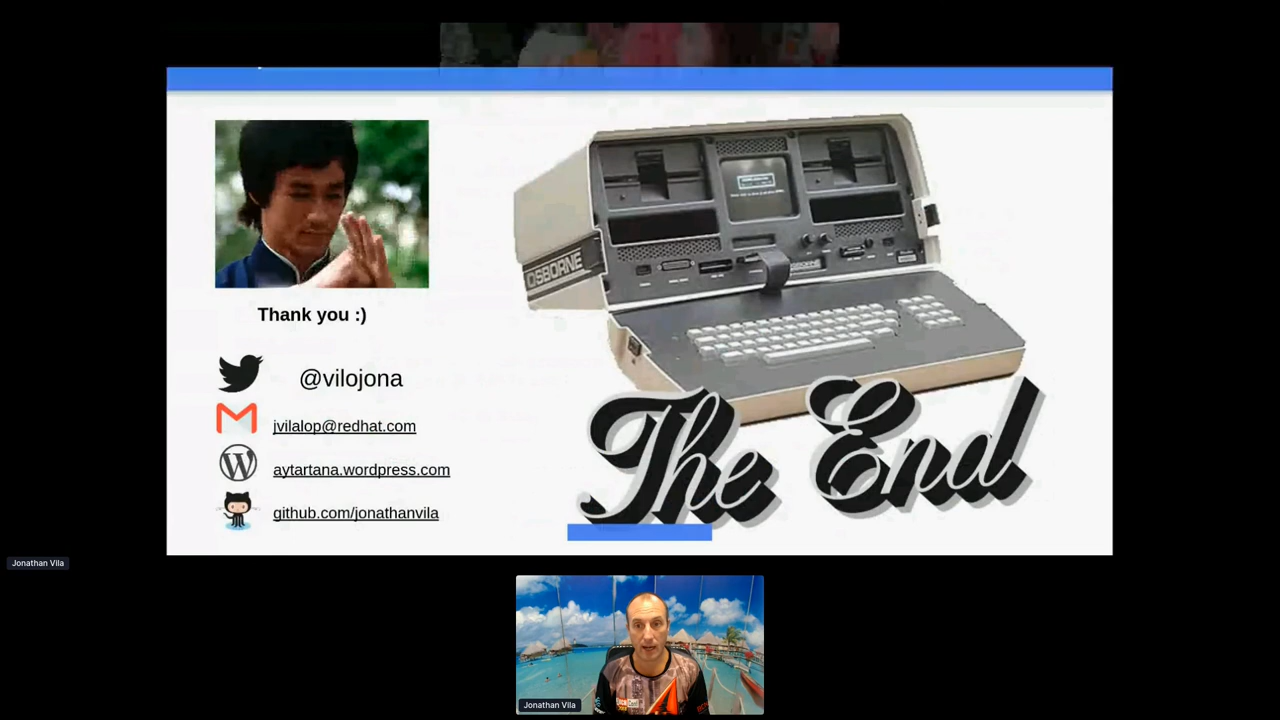 OSBORNE
Thank you :)
@vilojona
jvilalop@redhat.com
aytartana.wordpress.com
github.com/jonathanvila
The End
Jonathan Vila
Jonathan Vila